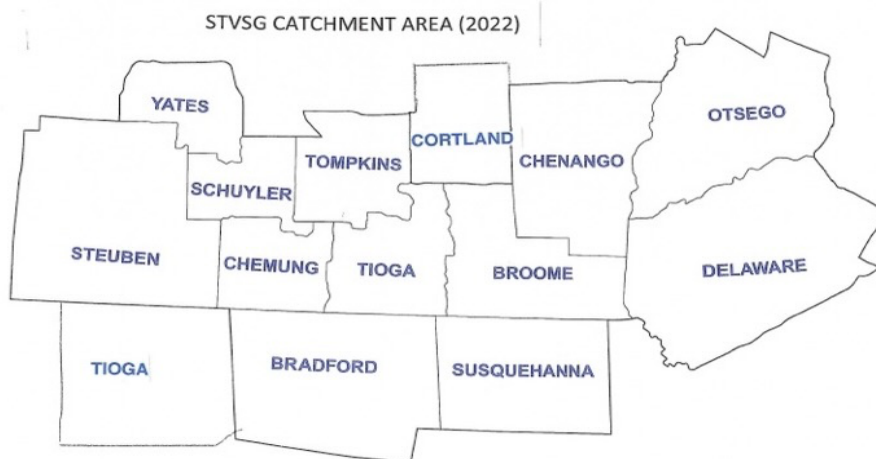 STVSG CATCHMENT AREA (2022)
YATES
OTSEGO
CORTLAND
TOMPKINS
CHENANGO
SCHUYLER
STEUBEN
CHEMUNG
TIOGA
BROOME
DELAWARE
TIOGA
BRADFORD
SUSQUEHANNA